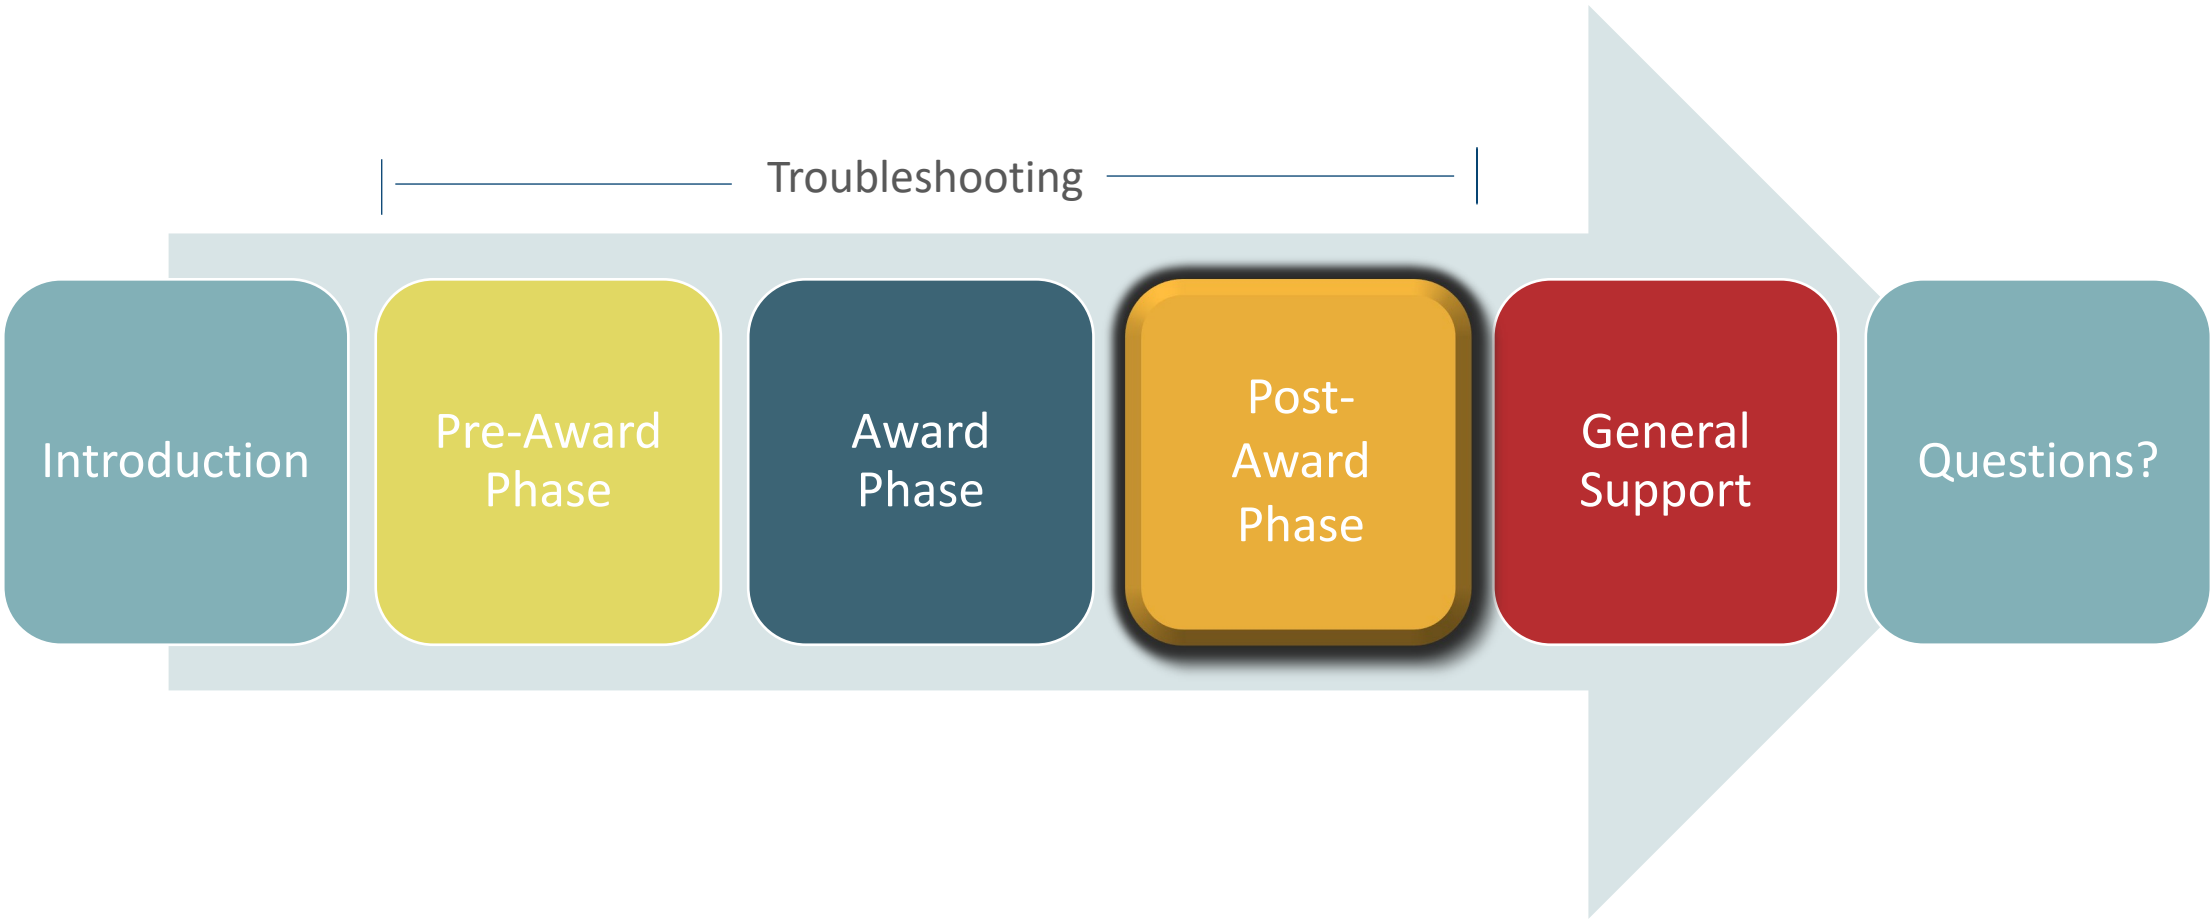 Troubleshooting
Introduction
Pre-Award
Phase
Award
Phase
Post-
Award
Phase
General
Support
Questions?